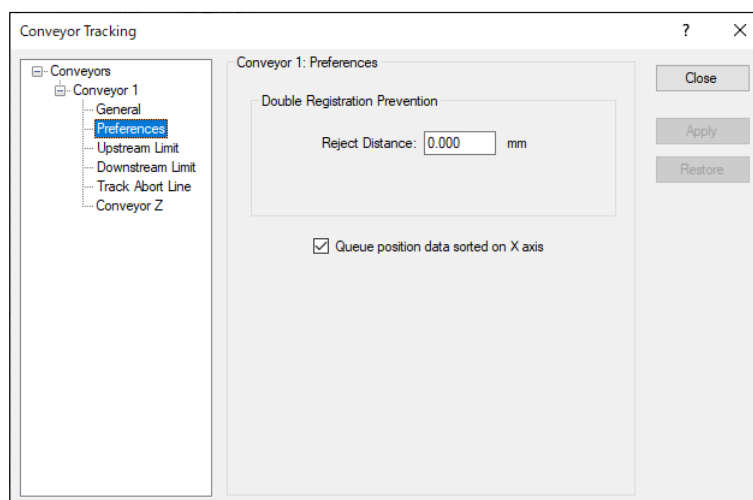 Conveyor Tracking
?
Conveyors
Conveyor 1
General
Preferences
Upstream Limit
Downstream Limit
Track Abort Line
Conveyor Z
Conveyor 1: Preferences
Double Registration Prevention
Reject Distance: 0.000 mm
Queue position data sorted on X axis
Close
Apply
Restore